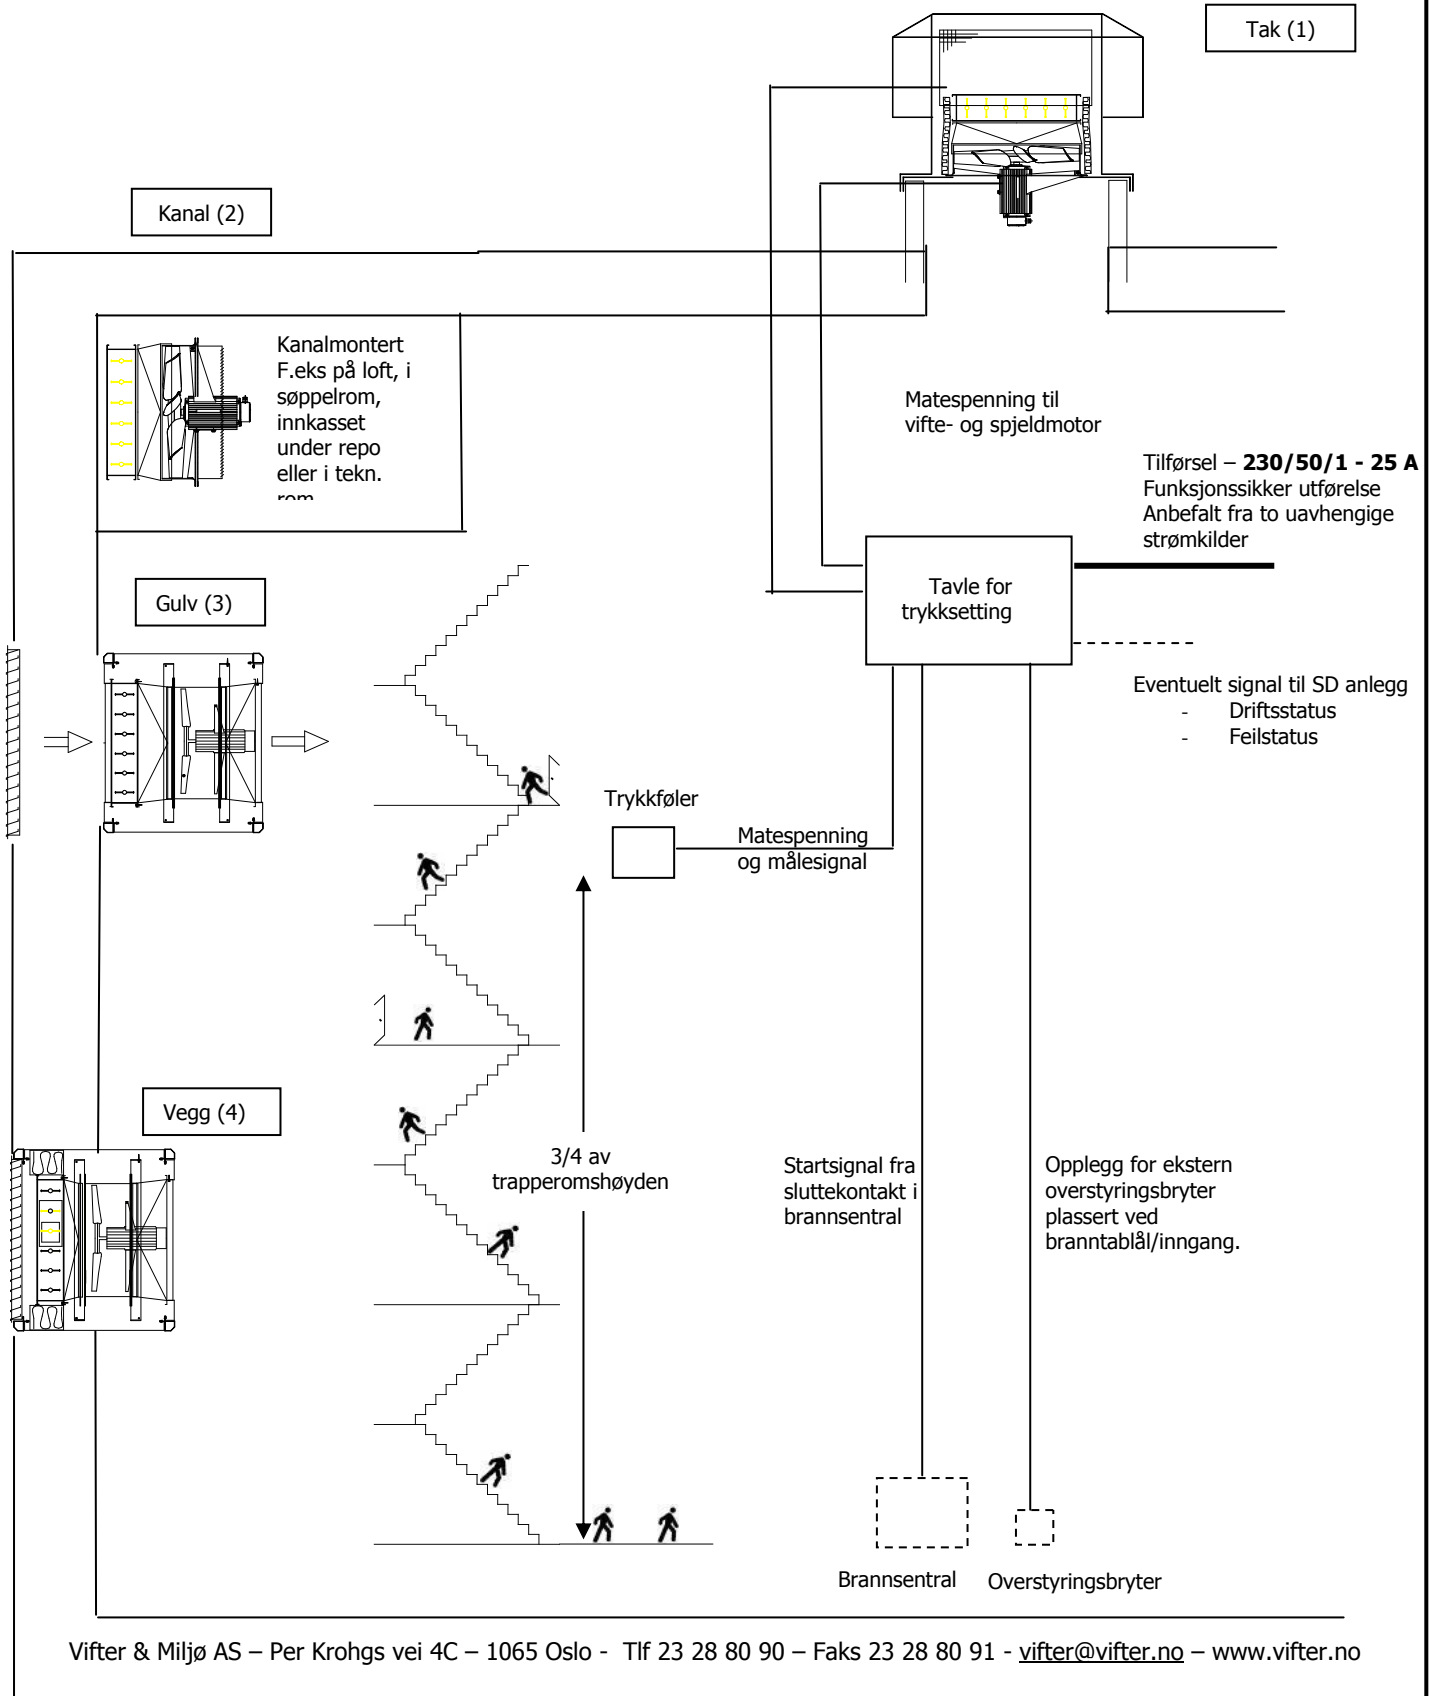 Tak (1)
Kanal (2)
Kanalmontert
F.eks på loft, i
søppelrom,
innkasset
under repo
eller i tekn.
rom
Matespenning til
vifte- og spjeldmotor
Tilførsel – 230/50/1 - 25 A
Funksjonssikker utførelse
Anbefalt fra to uavhengige
strømkilder
Tavle for
trykksetting
Gulv (3)
Eventuelt signal til SD anlegg
- Driftsstatus
- Feilstatus
Trykkføler
Matespenning
og målesignal
Vegg (4)
3/4 av
trapperomshøyden
Startsignal fra
sluttekontakt i
brannsentral
Opplegg for ekstern
overstyringsbryter
plassert ved
branntablå/inngang.
Brannsentral
Overstyringsbryter
Vifter & Miljø AS – Per Krohgs vei 4C – 1065 Oslo - Tlf 23 28 80 90 – Faks 23 28 80 91 - vifter@vifter.no – www.vifter.no